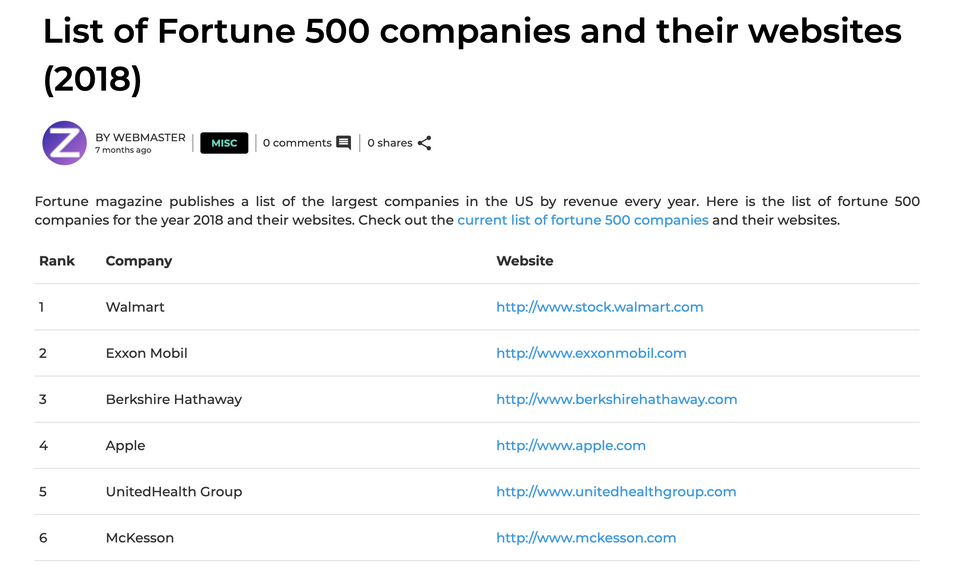 List of Fortune 500 companies and their websites
(2018)
Z
BY WEBMASTER
7 months ago
MISC
0 comments
0 shares
Fortune magazine publishes a list of the largest companies in the US by revenue every year. Here is the list of fortune 500
companies for the year 2018 and their websites. Check out the current list of fortune 500 companies and their websites.
Rank Company Website
1 Walmart http://www.stock.walmart.com
2 Exxon Mobil http://www.exxonmobil.com
3 Berkshire Hathaway http://www.berkshirehathaway.com
4 Apple http://www.apple.com
5 UnitedHealth Group http://www.unitedhealthgroup.com
6 McKesson http://www.mckesson.com